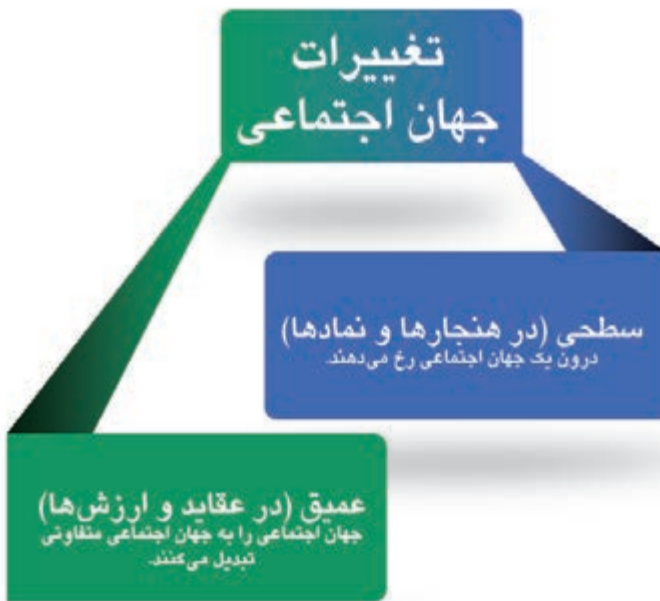 تغییرات
جهان اجتماعی
سطحی (در هنجارها و نمادها)
درون یک جهان اجتماعی رخ می‌دهند.
عمیق (در عقاید و ارزش‌ها)
جهان اجتماعی را به جهان اجتماعی متفاوتی
تبدیل می‌کنند.